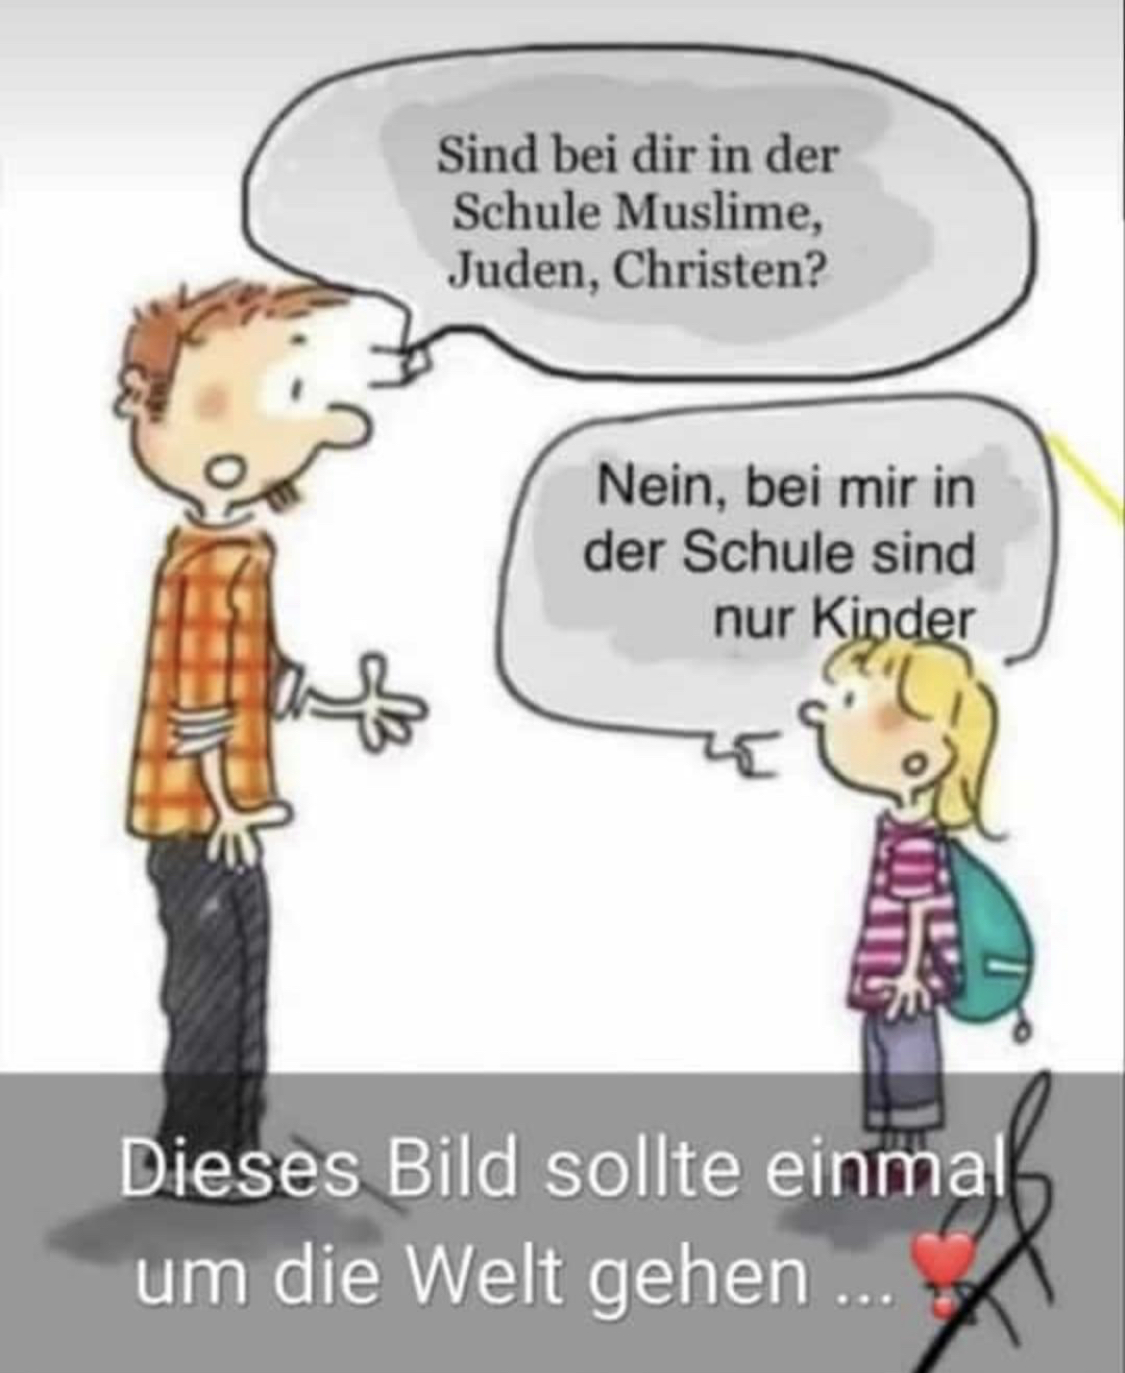 Sind bei dir in der
Schule Muslime,
Juden, Christen?
Nein, bei mir in
der Schule sind
nur Kinder
Dieses Bild sollte einmal
um die Welt gehen ... ❣️